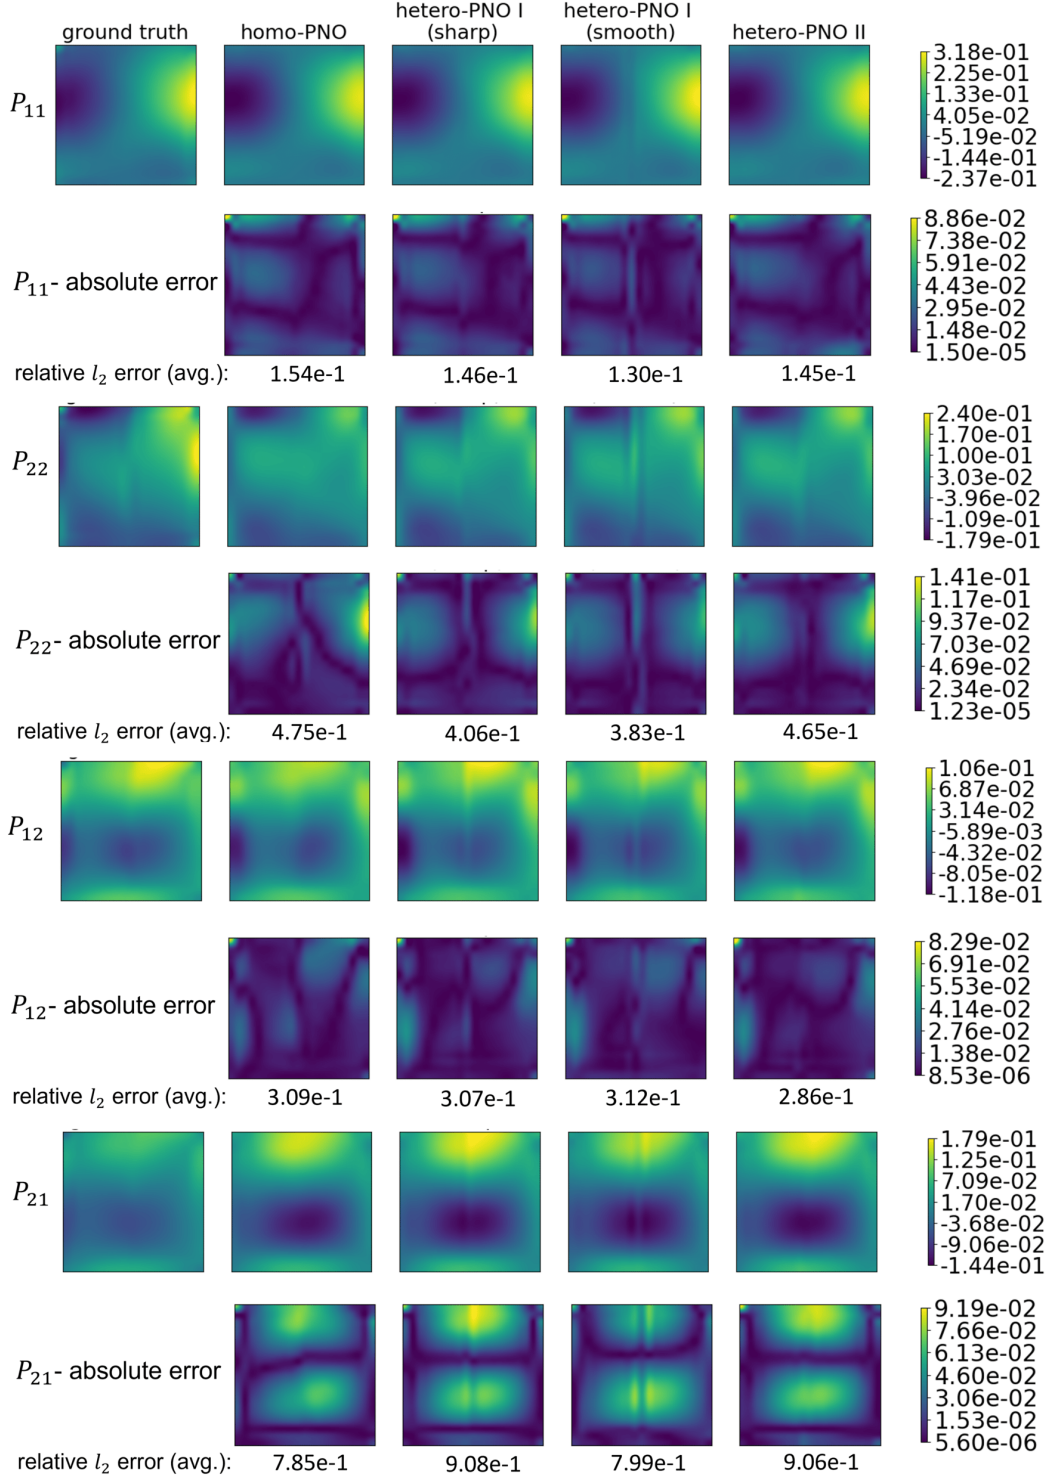 ground truth homo-PNO hetero-PNO I (sharp) hetero-PNO I (smooth) hetero-PNO II
P11
3.18e-01
2.25e-01
1.33e-01
4.05e-02
-5.19e-02
-1.44e-01
-2.37e-01
P11- absolute error
8.86e-02
7.38e-02
5.91e-02
4.43e-02
2.95e-02
1.48e-02
1.50e-05
relative l2 error (avg.): 1.54e-1 1.46e-1 1.30e-1 1.45e-1
P22
2.40e-01
1.70e-01
1.00e-01
3.03e-02
-3.96e-02
-1.09e-01
-1.79e-01
P22- absolute error
1.41e-01
1.17e-01
9.37e-02
7.03e-02
4.69e-02
2.34e-02
1.23e-05
relative l2 error (avg.): 4.75e-1 4.06e-1 3.83e-1 4.65e-1
P12
1.06e-01
6.87e-02
3.14e-02
-5.89e-03
-4.32e-02
-8.05e-02
-1.18e-01
P12- absolute error
8.29e-02
6.91e-02
5.53e-02
4.14e-02
2.76e-02
1.38e-02
8.53e-06
relative l2 error (avg.): 3.09e-1 3.07e-1 3.12e-1 2.86e-1
P21
1.79e-01
1.25e-01
7.09e-02
1.70e-02
-3.68e-02
-9.06e-02
-1.44e-01
P21- absolute error
9.19e-02
7.66e-02
6.13e-02
4.60e-02
3.06e-02
1.53e-02
5.60e-06
relative l2 error (avg.): 7.85e-1 9.08e-1 7.99e-1 9.06e-1